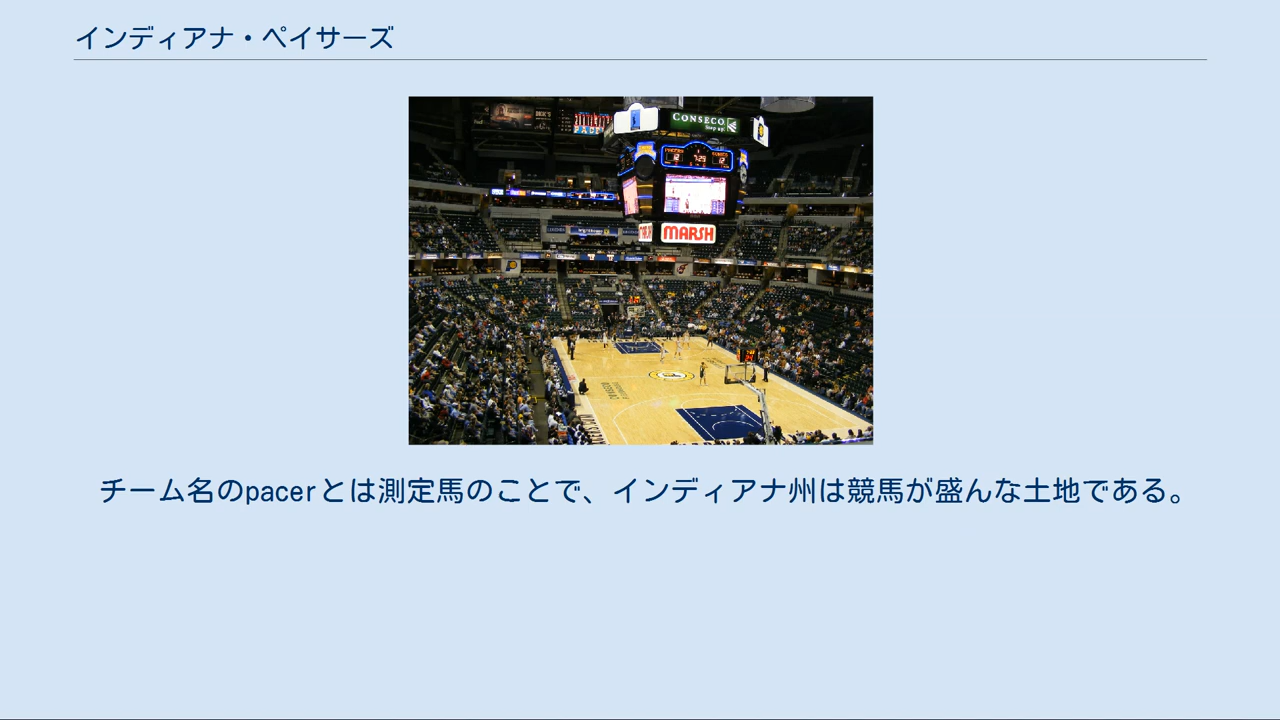 インディアナ・ペイサーズ
CONSECO
Step up!
MARSH
チーム名のpacerとは測定馬のことで、インディアナ州は競馬が盛んな土地である。